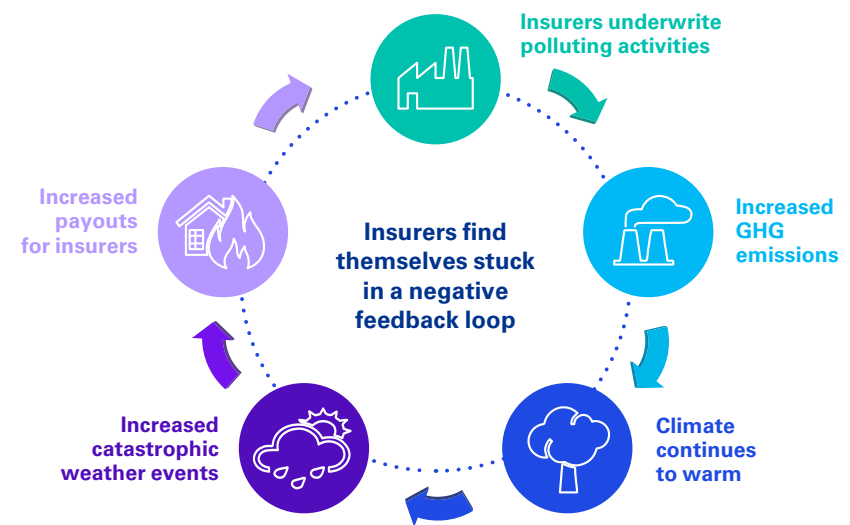 Insurers underwrite
polluting activities
Increased
GHG
emissions
Climate
continues
to warm
Increased
catastrophic
weather events
Increased
payouts
for insurers
Insurers find
themselves stuck
in a negative
feedback loop